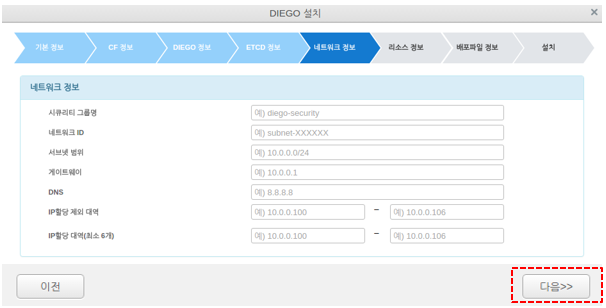 DIEGO 설치 ×
기본 정보 CF 정보 DIEGO 정보 ETCD 정보 네트워크 정보 리소스 정보 배포파일 정보 설치
네트워크 정보
시큐리티 그룹명 예) diego-security
네트워크 ID 예) subnet-XXXXXX
서브넷 범위 예) 10.0.0.0/24
게이트웨이 예) 10.0.0.1
DNS 예) 8.8.8.8
IP할당 제외 대역 예) 10.0.0.100 – 예) 10.0.0.106
IP할당 대역(최소 6개) 예) 10.0.0.100 – 예) 10.0.0.106
이전 다음>>